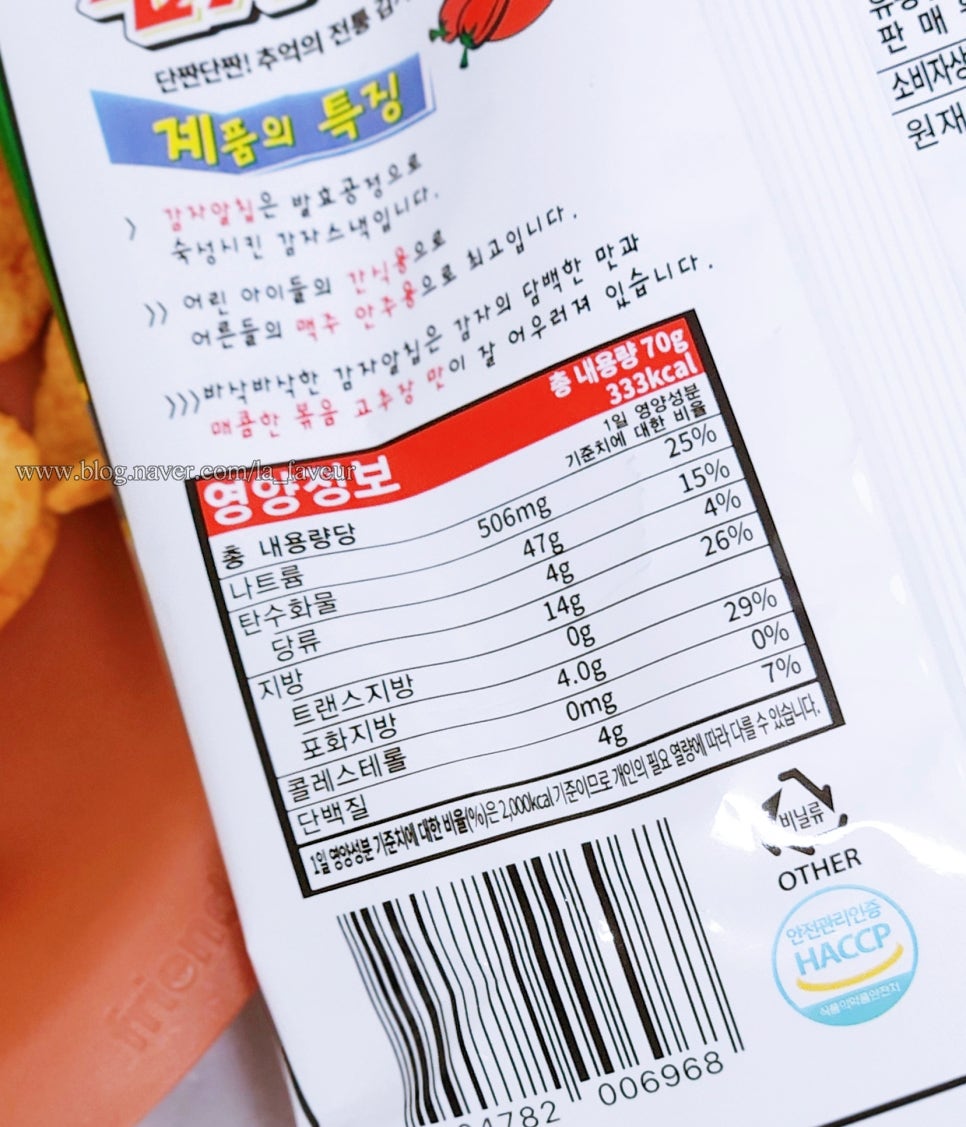 단짠단짠! 추억의 전통
제품의 특징
> 감자알칩은 발효공정으로
숙성시킨 감자스낵입니다.
>> 어린 아이들의 간식용으로
어른들의 맥주 안주용으로 최고입니다.
>>> 바삭바삭한 감자알칩은 감자의 담백한 맛과
매콤한 볶음 고추장 맛이 잘 어우러져 있습니다.
판매
소비자상
원재
www.blog.naver.com/la_faveur
영양정보
총 내용량 70g
333kcal
총 내용량당
1일 영양성분
기준치에 대한 비율
나트륨 506mg 25%
탄수화물 47g 15%
당류 4g 4%
지방 14g 26%
트랜스지방 0g
포화지방 4.0g 29%
콜레스테롤 0mg 0%
단백질 4g 7%
1일 영양성분 기준치에 대한 비율(%)은 2,000kcal 기준이므로 개인의 필요 열량에 따라 다를 수 있습니다.
비닐류
OTHER
안전관리인증
HACCP
식품의약품안전처
4782 006968